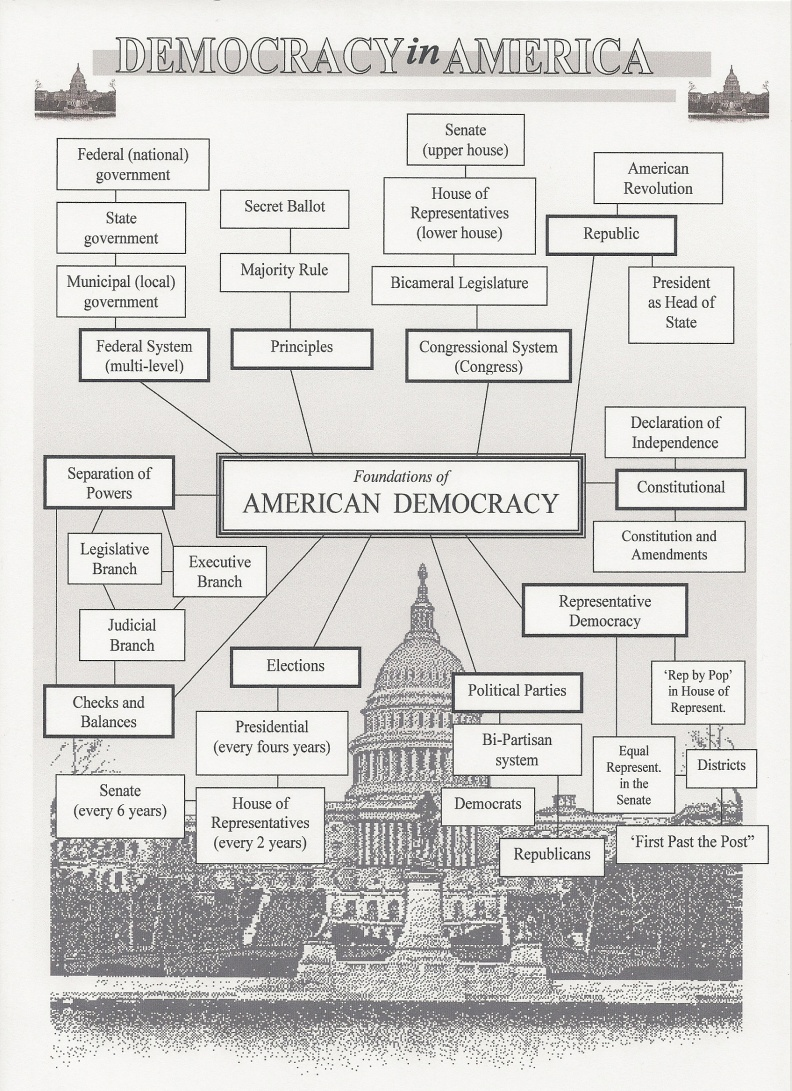 DEMOCRACY in AMERICA
Senate
(upper house)
Federal (national)
government
American
Revolution
House of
Representatives
(lower house)
Secret Ballot
State
government
Republic
Municipal (local)
government
Majority Rule
Bicameral Legislature
President
as Head of
State
Federal System
(multi-level)
Principles
Congressional System
(Congress)
Declaration of
Independence
Separation of
Powers
Foundations of
AMERICAN DEMOCRACY
Constitutional
Constitution and
Amendments
Legislative
Branch
Executive
Branch
Representative
Democracy
Judicial
Branch
Elections
'Rep by Pop'
in House of
Represent.
Political Parties
Checks and
Balances
Presidential
(every fours years)
Bi-Partisan
system
Equal
Represent.
in the
Senate
Districts
Senate
(every 6 years)
House of
Representatives
(every 2 years)
Democrats
'First Past the Post"
Republicans